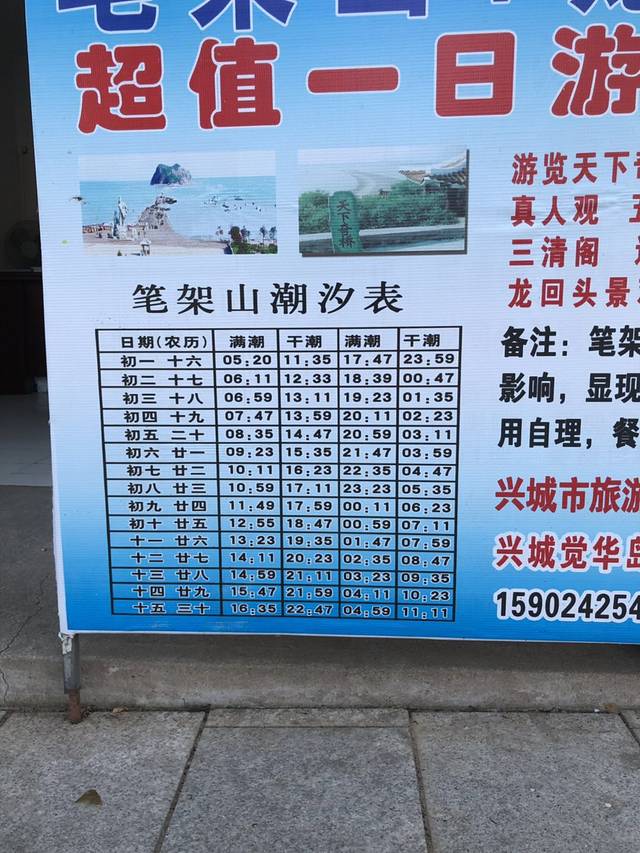 笔架山
超值一日游
天下奇桥
游览天下奇
真人观 五
三清阁
龙回头景
笔架山潮汐表
日期(农历) 满潮 干潮 满潮 干潮
初一 十六 05:20 11:35 17:47 23:59
初二 十七 06:11 12:33 18:39 00:47
初三 十八 06:59 13:11 19:23 01:35
初四 十九 07:47 13:59 20:11 02:23
初五 二十 08:35 14:47 20:59 03:11
初六 廿一 09:23 15:35 21:47 03:59
初七 廿二 10:11 16:23 22:35 04:47
初八 廿三 10:59 17:11 23:23 05:35
初九 廿四 11:49 17:59 00:11 06:23
初十 廿五 12:55 18:47 00:59 07:11
十一 廿六 13:23 19:35 01:47 07:59
十二 廿七 14:11 20:23 02:35 08:47
十三 廿八 14:59 21:11 03:23 09:35
十四 廿九 15:47 21:59 04:11 10:23
十五 三十 16:35 22:47 04:59 11:11
备注：笔架
影响，显现
用自理，餐
兴城市旅游
兴城觉华岛
159024254